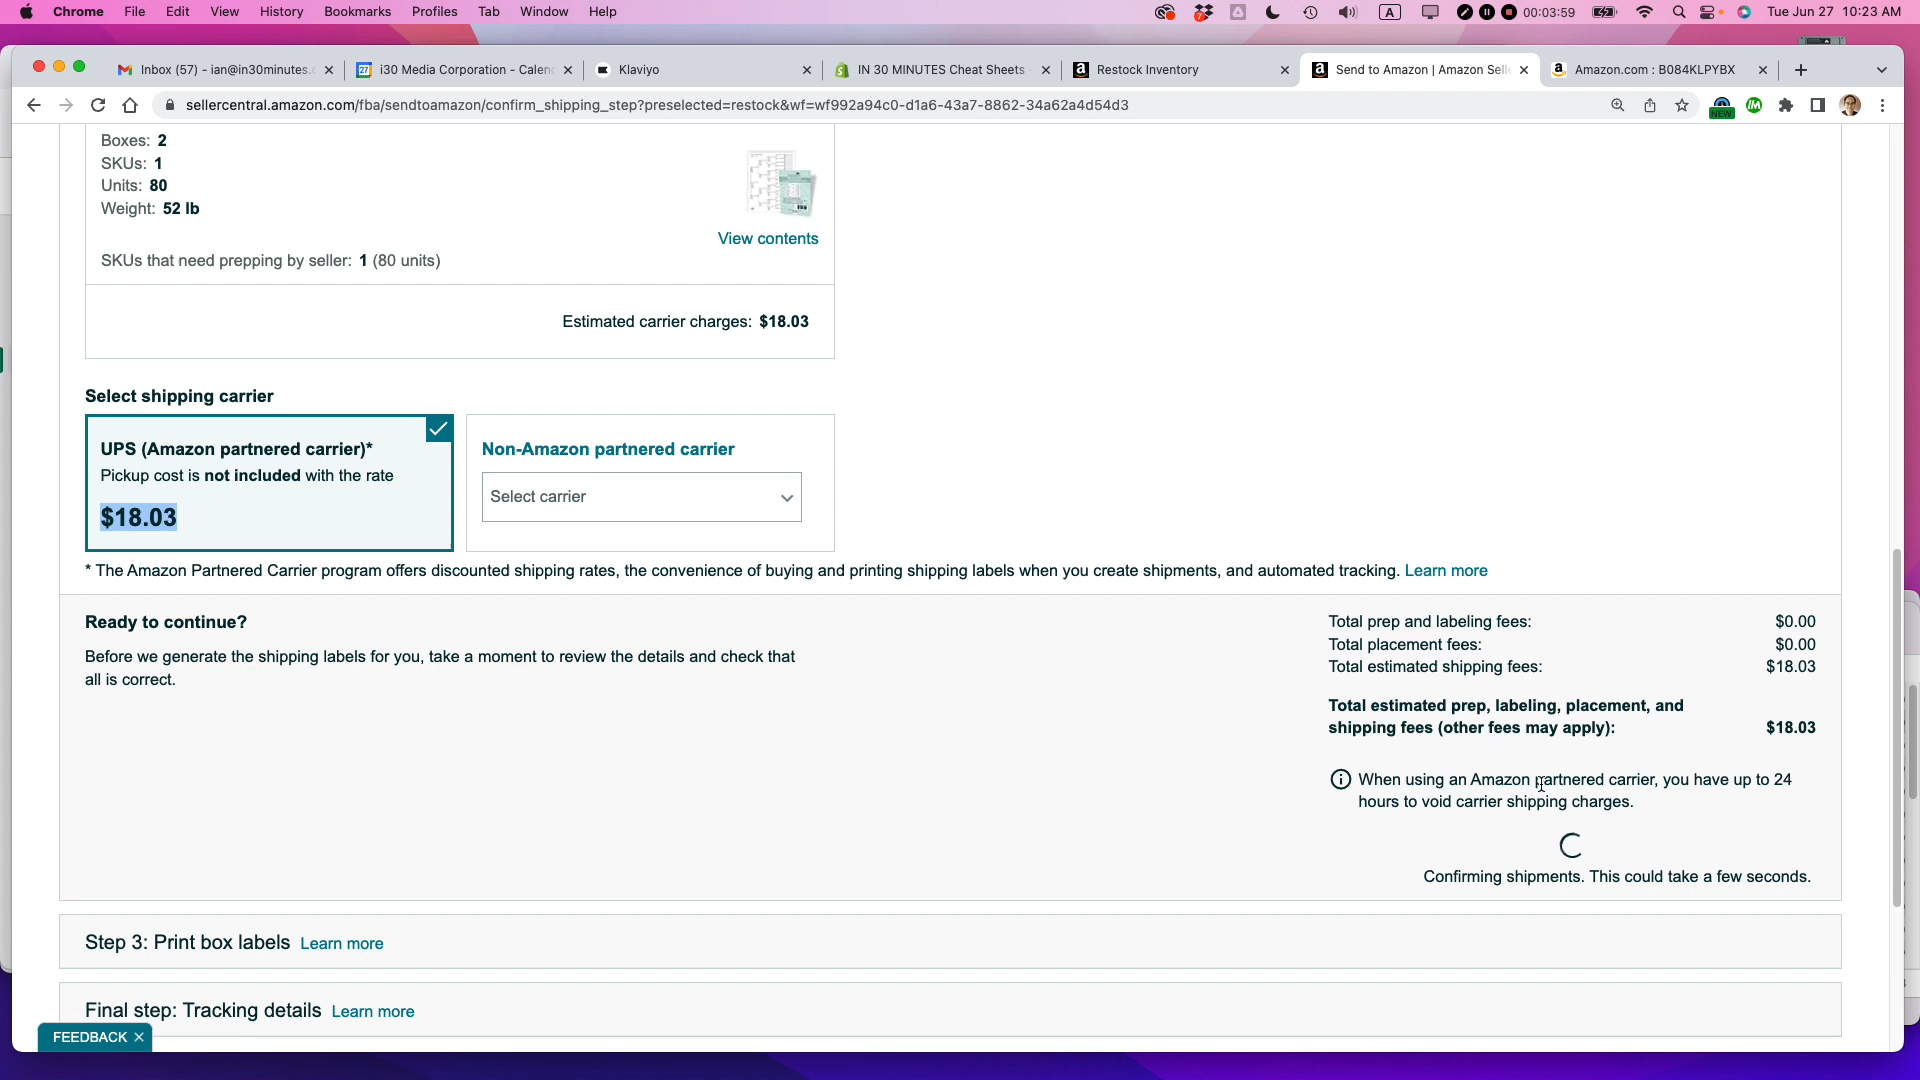 Chrome File Edit View History Bookmarks Profiles Tab Window Help
7 A 00:03:59 Tue Jun 27 10:23 AM
Inbox (57) - ian@in30minutes.c
27 i30 Media Corporation - Calen
Klaviyo
IN 30 MINUTES Cheat Sheets
Restock Inventory
Send to Amazon | Amazon Selle
Amazon.com : B084KLPYBX
sellercentral.amazon.com/fba/sendtoamazon/confirm_shipping_step?preselected=restock&wf=wf992a94c0-d1a6-43a7-8862-34a62a4d54d3
NEW
Boxes: 2
SKUs: 1
Units: 80
Weight: 52 lb
View contents
SKUs that need prepping by seller: 1 (80 units)
Estimated carrier charges: $18.03
Select shipping carrier
UPS (Amazon partnered carrier)*
Pickup cost is not included with the rate
$18.03
Non-Amazon partnered carrier
Select carrier
* The Amazon Partnered Carrier program offers discounted shipping rates, the convenience of buying and printing shipping labels when you create shipments, and automated tracking. Learn more
Ready to continue?
Before we generate the shipping labels for you, take a moment to review the details and check that
all is correct.
Total prep and labeling fees: $0.00
Total placement fees: $0.00
Total estimated shipping fees: $18.03
Total estimated prep, labeling, placement, and
shipping fees (other fees may apply): $18.03
When using an Amazon partnered carrier, you have up to 24
hours to void carrier shipping charges.
Confirming shipments. This could take a few seconds.
Step 3: Print box labels Learn more
Final step: Tracking details Learn more
FEEDBACK